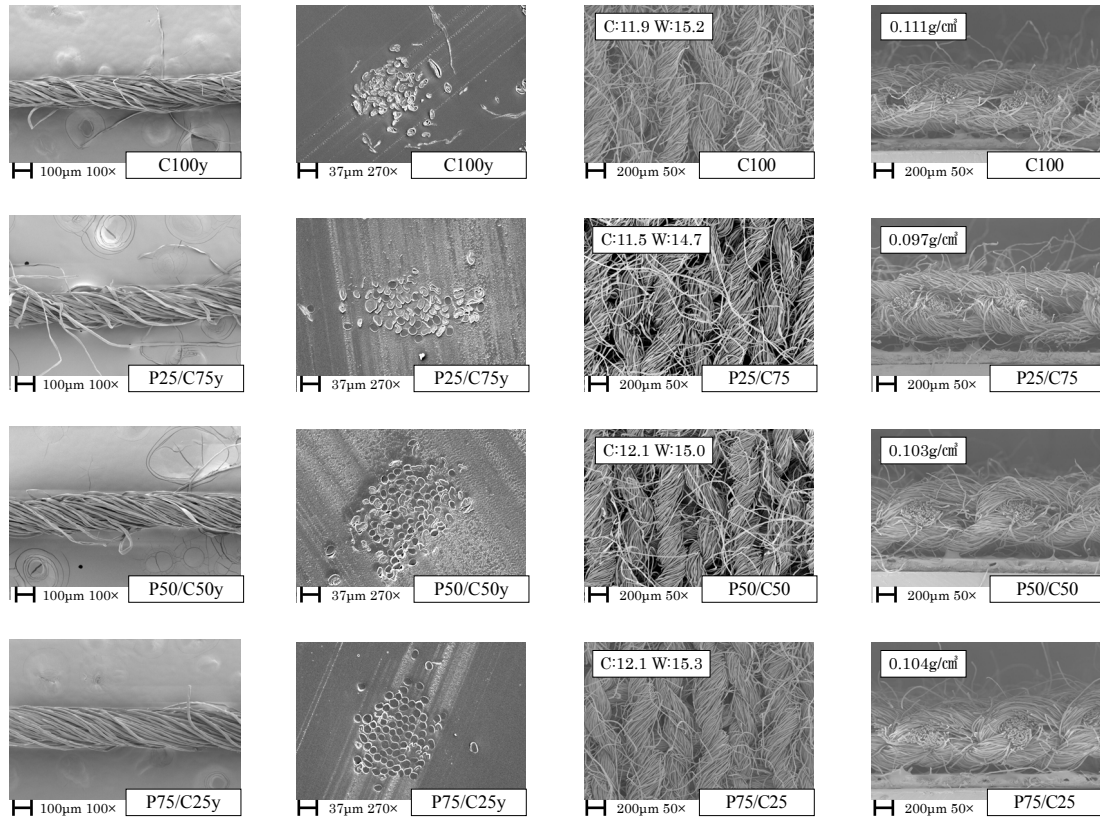 C:11.9 W:15.2
0.111g/c㎥
C100y
C100
C100
100μm 100×
37μm 270×
200μm 50×
200μm 50×
C:11.5 W:14.7
0.097g/c㎥
P25/C75y
P25/C75y
P25/C75
P25/C75
100μm 100×
37μm 270×
200μm 50×
200μm 50×
C:12.1 W:15.0
0.103g/c㎥
P50/C50y
P50/C50y
P50/C50
P50/C50
100μm 100×
37μm 270×
200μm 50×
200μm 50×
C:12.1 W:15.3
0.104g/c㎥
P75/C25y
P75/C25y
P75/C25
P75/C25
100μm 100×
37μm 270×
200μm 50×
200μm 50×